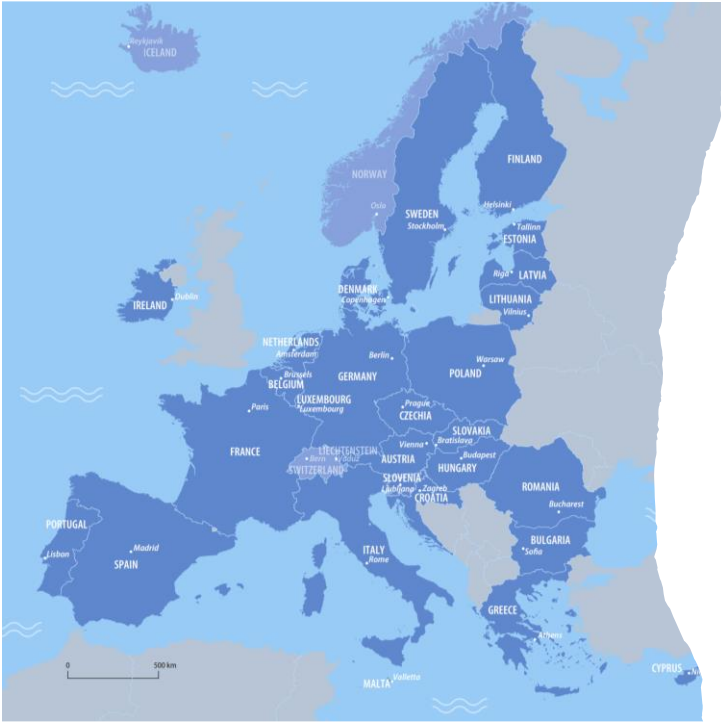 Reykjavik
ICELAND
NORWAY
Oslo
FINLAND
Helsinki
SWEDEN
Stockholm
Tallinn
ESTONIA
Riga
LATVIA
DENMARK
Copenhagen
LITHUANIA
Vilnius
Dublin
IRELAND
NETHERLANDS
Amsterdam
Berlin
Warsaw
POLAND
Brussels
BELGIUM
GERMANY
LUXEMBOURG
Luxembourg
Prague
CZECHIA
Paris
SLOVAKIA
Bratislava
Vienna
FRANCE
LIECHTENSTEIN
Bern
Vaduz
SWITZERLAND
AUSTRIA
Budapest
HUNGARY
SLOVENIA
Ljubljana
Zagreb
CROATIA
ROMANIA
Bucharest
PORTUGAL
Lisbon
Madrid
SPAIN
ITALY
Rome
BULGARIA
Sofia
GREECE
Athens
0
500 km
MALTA
Valletta
CYPRUS